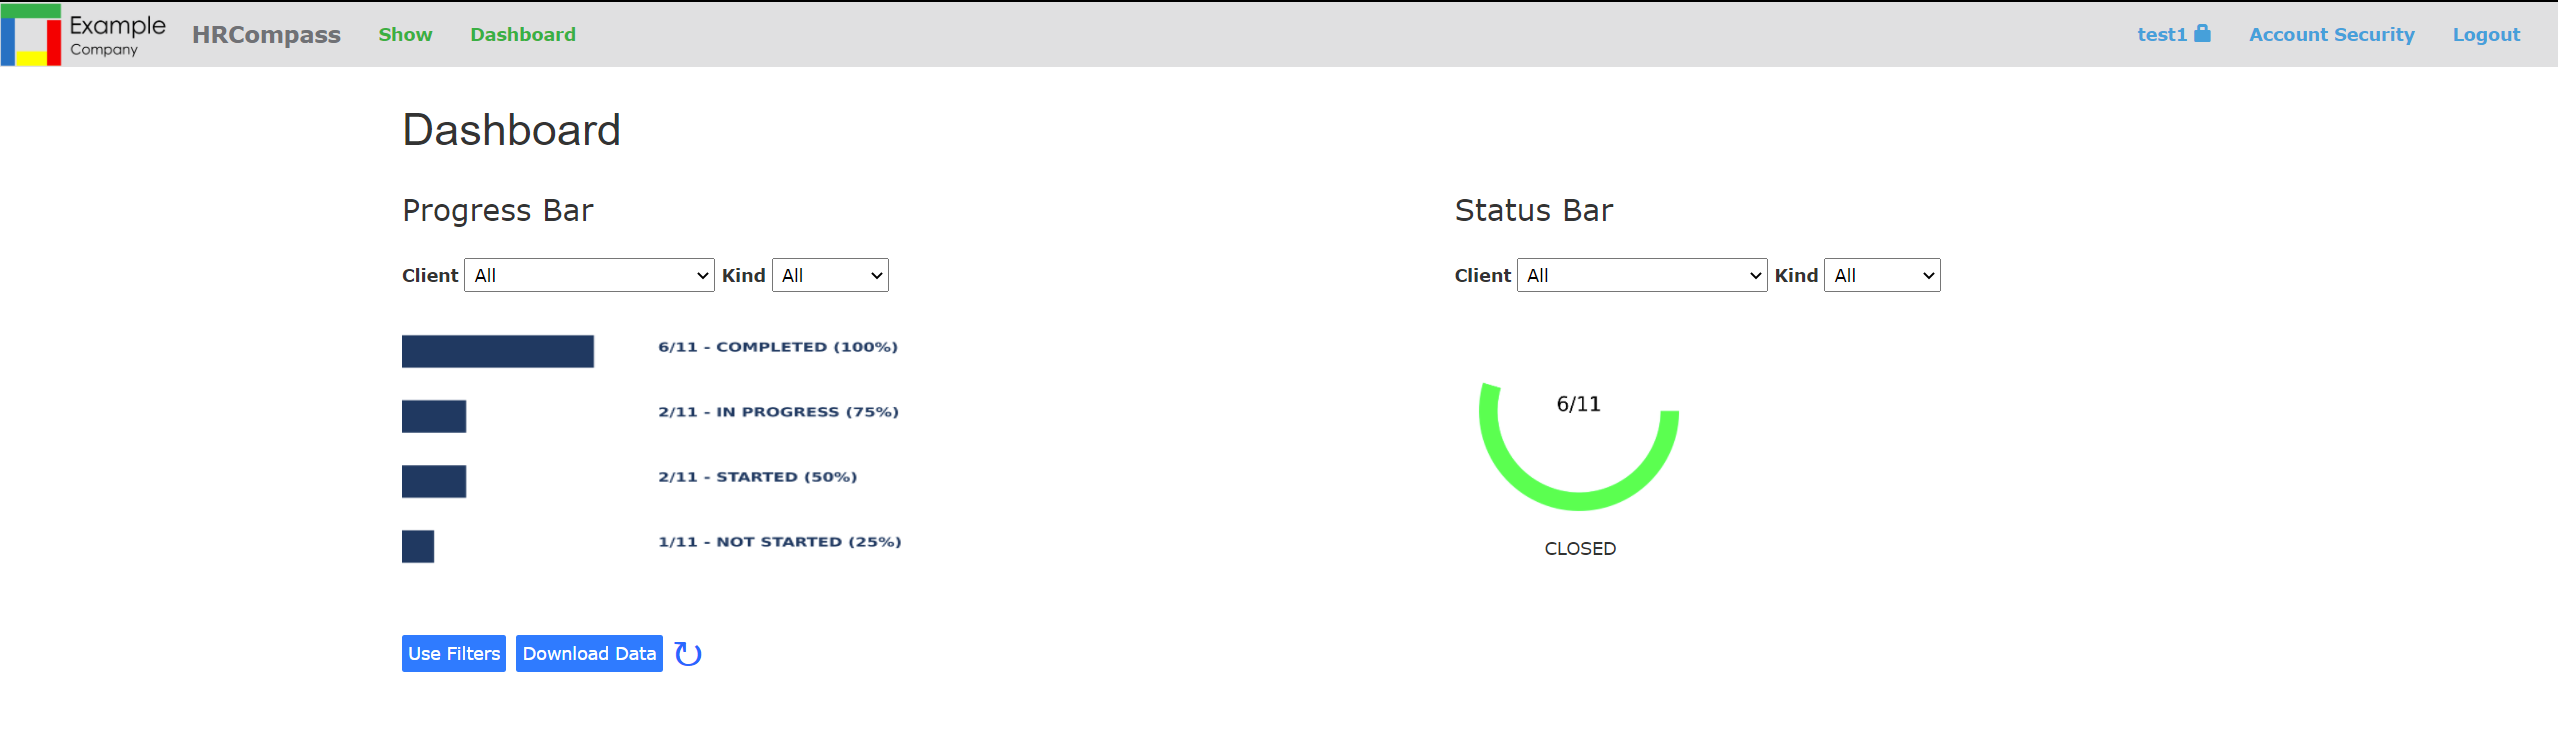 Example
Company
HRCompass Show Dashboard test1 Account Security Logout
Dashboard
Progress Bar
Client All Kind All
6/11 - COMPLETED (100%)
2/11 - IN PROGRESS (75%)
2/11 - STARTED (50%)
1/11 - NOT STARTED (25%)
Use Filters Download Data
Status Bar
Client All Kind All
6/11
CLOSED